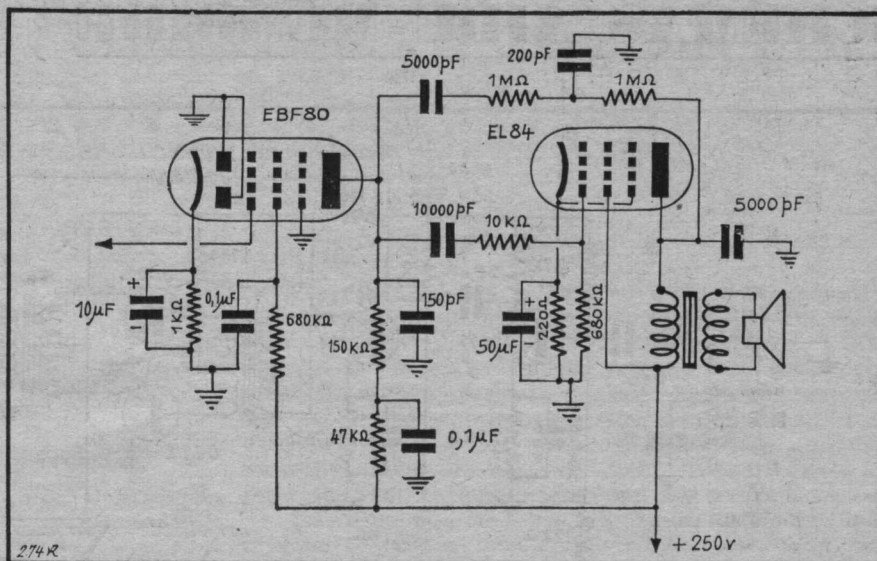 5000pF
200pF
1MΩ
1MΩ
EBF80
EL84
10000pF
10KΩ
5000pF
+
10µF
-
1KΩ
0,1µF
680KΩ
150KΩ
150pF
+
50µF
-
220Ω
680KΩ
47KΩ
0,1µF
+250v